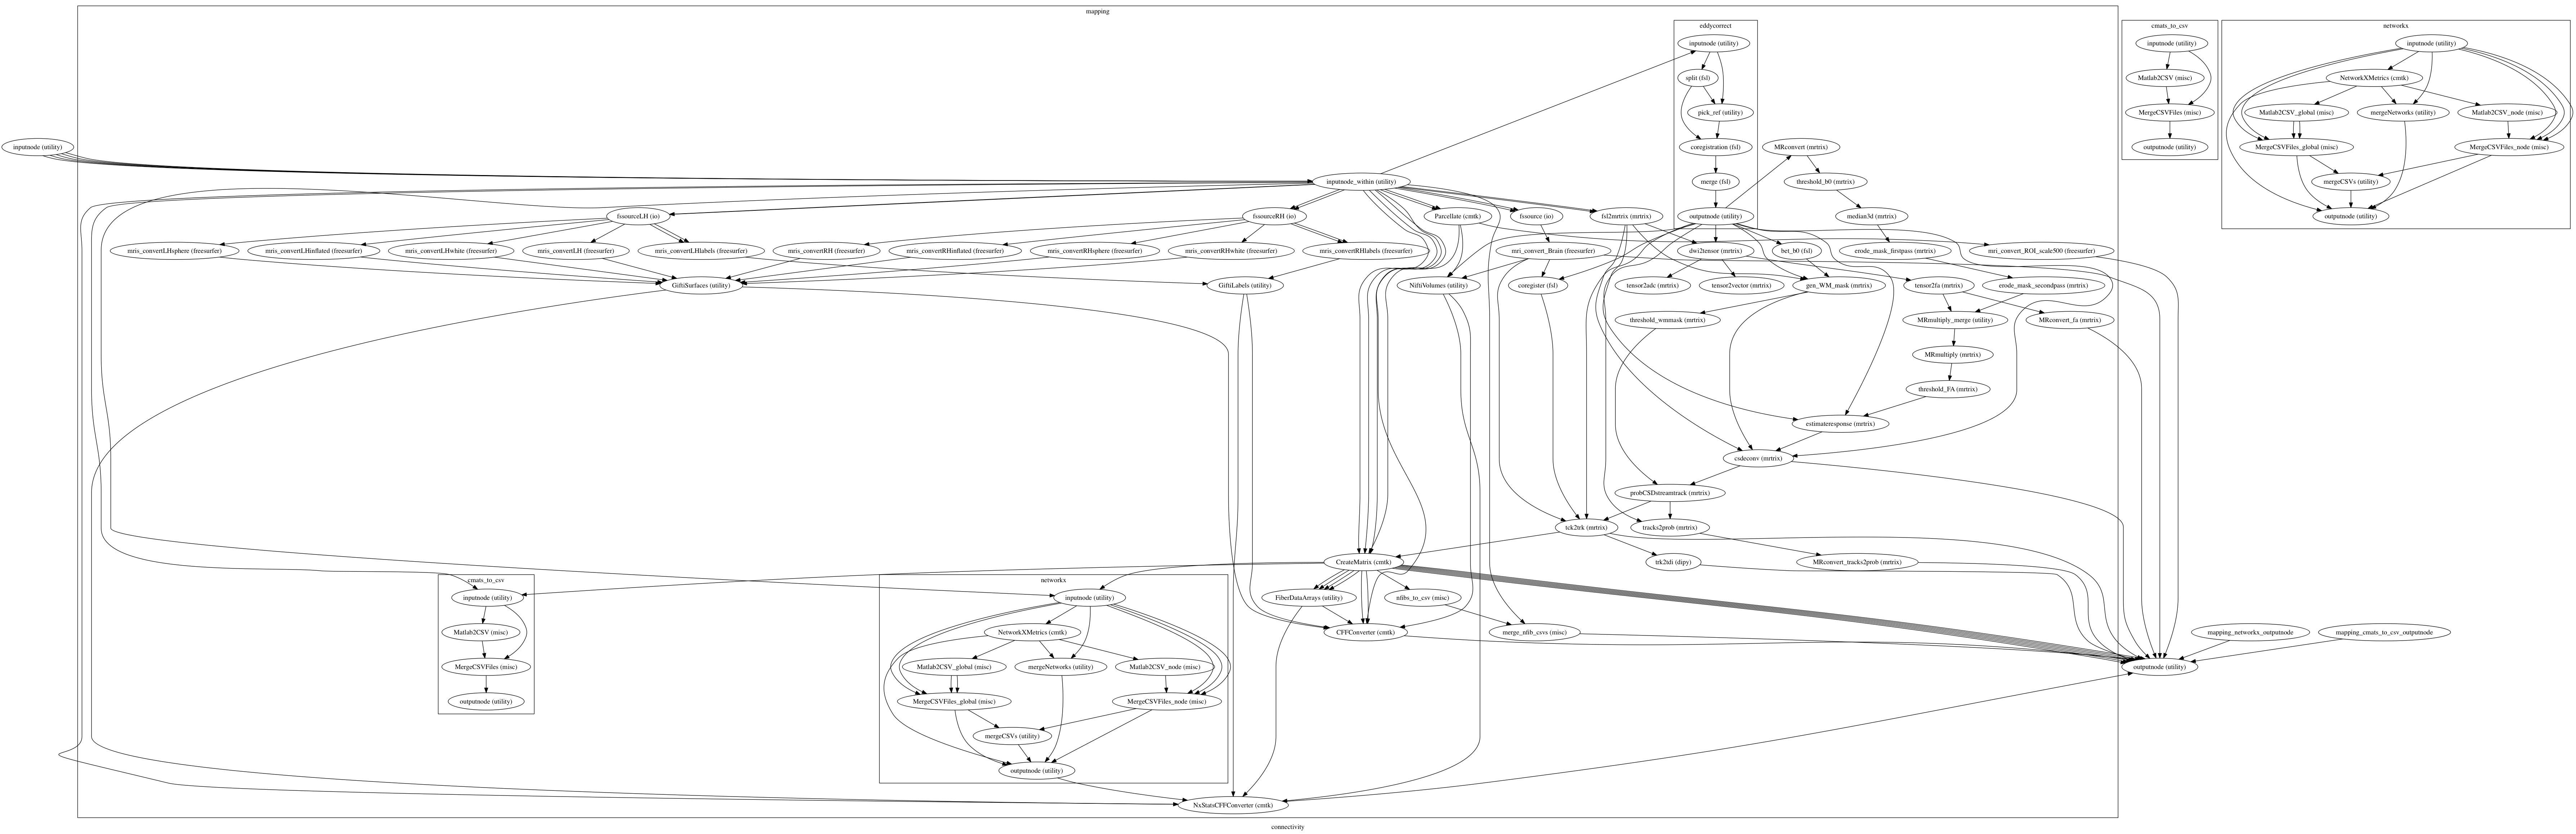 mapping
eddycorrect
cmats_to_csv
networkx
inputnode (utility)
inputnode (utility)
inputnode (utility)
split (fsl)
Matlab2CSV (misc)
NetworkXMetrics (cmtk)
pick_ref (utility)
MergeCSVFiles (misc)
Matlab2CSV_global (misc)
mergeNetworks (utility)
Matlab2CSV_node (misc)
inputnode (utility)
coregistration (fsl)
MRconvert (mrtrix)
outputnode (utility)
MergeCSVFiles_global (misc)
MergeCSVFiles_node (misc)
inputnode_within (utility)
merge (fsl)
threshold_b0 (mrtrix)
mergeCSVs (utility)
fssourceLH (io)
fssourceRH (io)
Parcellate (cmtk)
fssource (io)
fsl2mrtrix (mrtrix)
outputnode (utility)
median3d (mrtrix)
outputnode (utility)
mris_convertLHsphere (freesurfer)
mris_convertLHinflated (freesurfer)
mris_convertLHwhite (freesurfer)
mris_convertLH (freesurfer)
mris_convertLHlabels (freesurfer)
mris_convertRH (freesurfer)
mris_convertRHinflated (freesurfer)
mris_convertRHsphere (freesurfer)
mris_convertRHwhite (freesurfer)
mris_convertRHlabels (freesurfer)
mri_convert_Brain (freesurfer)
dwi2tensor (mrtrix)
bet_b0 (fsl)
erode_mask_firstpass (mrtrix)
mri_convert_ROI_scale500 (freesurfer)
GiftiSurfaces (utility)
GiftiLabels (utility)
NiftiVolumes (utility)
coregister (fsl)
tensor2adc (mrtrix)
tensor2vector (mrtrix)
gen_WM_mask (mrtrix)
tensor2fa (mrtrix)
erode_mask_secondpass (mrtrix)
threshold_wmmask (mrtrix)
MRmultiply_merge (utility)
MRconvert_fa (mrtrix)
MRmultiply (mrtrix)
threshold_FA (mrtrix)
estimateresponse (mrtrix)
csdeconv (mrtrix)
probCSDstreamtrack (mrtrix)
tck2trk (mrtrix)
tracks2prob (mrtrix)
CreateMatrix (cmtk)
trk2tdi (dipy)
MRconvert_tracks2prob (mrtrix)
cmats_to_csv
networkx
inputnode (utility)
inputnode (utility)
FiberDataArrays (utility)
nfibs_to_csv (misc)
Matlab2CSV (misc)
NetworkXMetrics (cmtk)
CFFConverter (cmtk)
merge_nfib_csvs (misc)
mapping_networks_outputnode
mapping_cmats_to_csv_outputnode
MergeCSVFiles (misc)
Matlab2CSV_global (misc)
mergeNetworks (utility)
Matlab2CSV_node (misc)
outputnode (utility)
outputnode (utility)
MergeCSVFiles_global (misc)
MergeCSVFiles_node (misc)
mergeCSVs (utility)
outputnode (utility)
NxStatsCFFConverter (cmtk)
connectivity